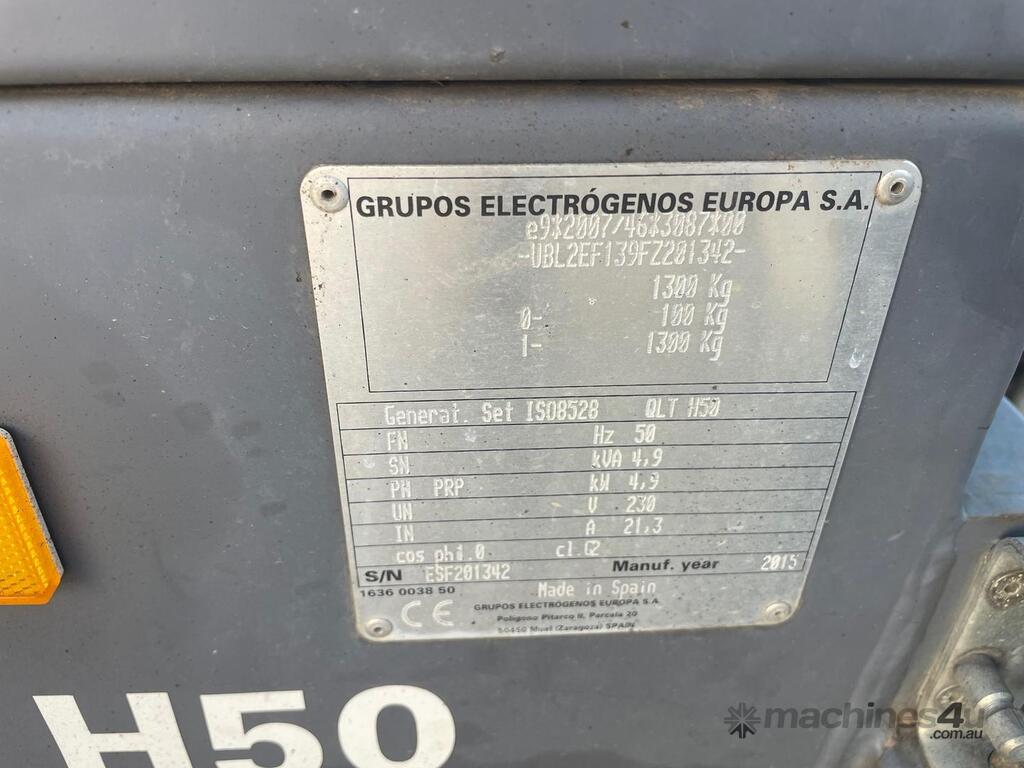 GRUPOS ELECTRÓGENOS EUROPA S.A.
e9*2007/46*3087*00
-VBL2EF139FZ201342-
1300 Kg
0- 100 Kg
1- 1300 Kg
Generat. Set ISO8528 QLT H50
FN Hz 50
SN kVA 4,9
PN PRP kW 4,9
UN V 230
IN A 21,3
cos phi.0 cl.G2
S/N ESF201342 Manuf. year 2015
1636 0038 50 Made in Spain
CE GRUPOS ELECTRÓGENOS EUROPA S.A.
Polígono Pitarco II, Parcela 20
50450 Muel (Zaragoza) SPAIN
H50
machines4u
.com.au